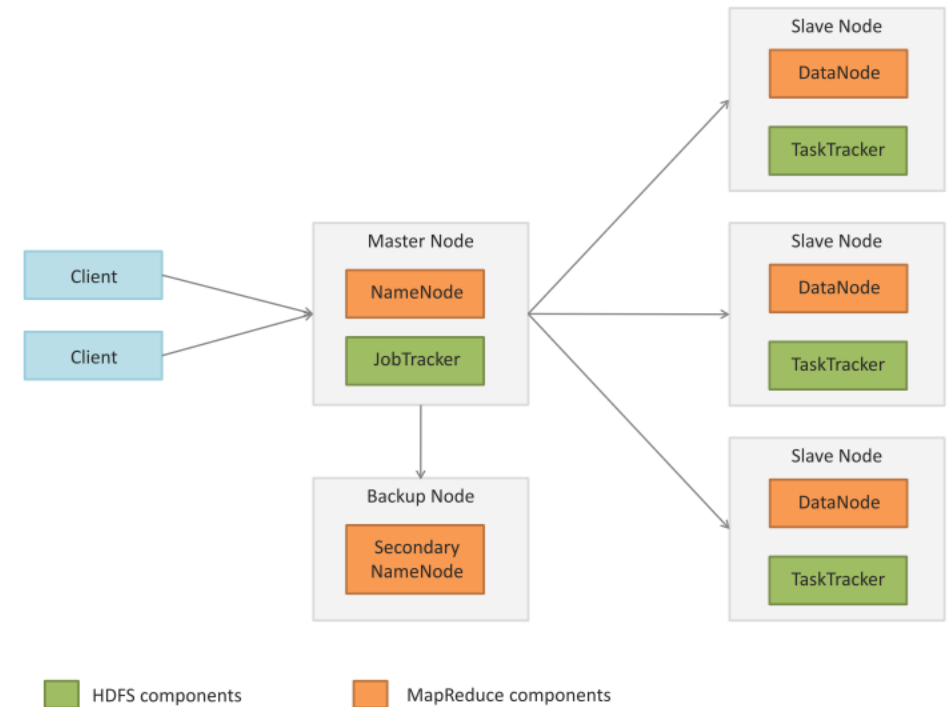 Client
Client
Master Node
NameNode
JobTracker
Backup Node
Secondary
NameNode
Slave Node
DataNode
TaskTracker
Slave Node
DataNode
TaskTracker
Slave Node
DataNode
TaskTracker
HDFS components
MapReduce components